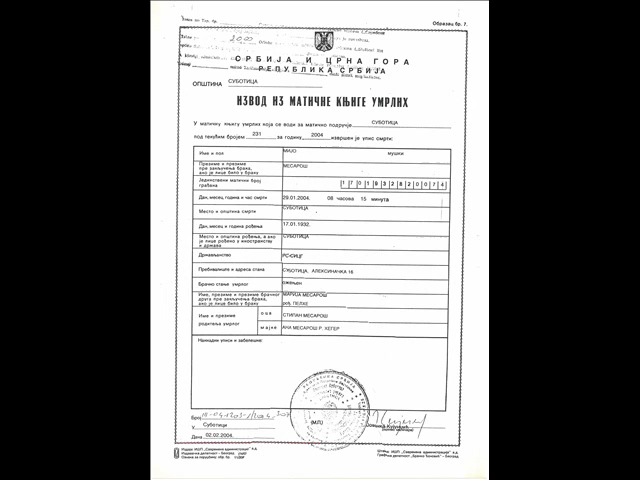 Образац бр. 7.
СРБИЈА И ЦРНА ГОРА
РЕПУБЛИКА СРБИЈА
ОПШТИНА СУБОТИЦА
ИЗВОД ИЗ МАТИЧНЕ КЊИГЕ УМРЛИХ
У матичну књигу умрлих која се води за матично подручје СУБОТИЦА
под текућим бројем 231 за годину 2004 извршен је упис смрти:
Име и пол МАЈО мушки
Презиме и презиме пре закључења брака, ако је лице било у браку МЕСАРОШ
Јединствени матични број грађана 1701932820074
Дан, месец, година и час смрти 29.01.2004. 08 часова 15 минута
Место и општина смрти СУБОТИЦА
Дан, месец и година рођења 17.01.1932.
Место и општина рођења, а ако је лице рођено у иностранству и држава СУБОТИЦА
Држављанство РС-СИЦГ
Пребивалиште и адреса стана СУБОТИЦА, АЛЕКСИНАЧКА 16
Брачно стање умрлог ожењен
Име, презиме и презиме брачног друга пре закључења брака, ако је лице било у браку МАРИЈА МЕСАРОШ рођ. ПЕЛХЕ
Име и презиме родитеља умрлог
оца СТИПАН МЕСАРОШ
мајке АНА МЕСАРОШ Р. ХЕГЕР
Накнадни уписи и забелешке:
Број
У Суботици
Дана 02.02.2004.
(М.П.)